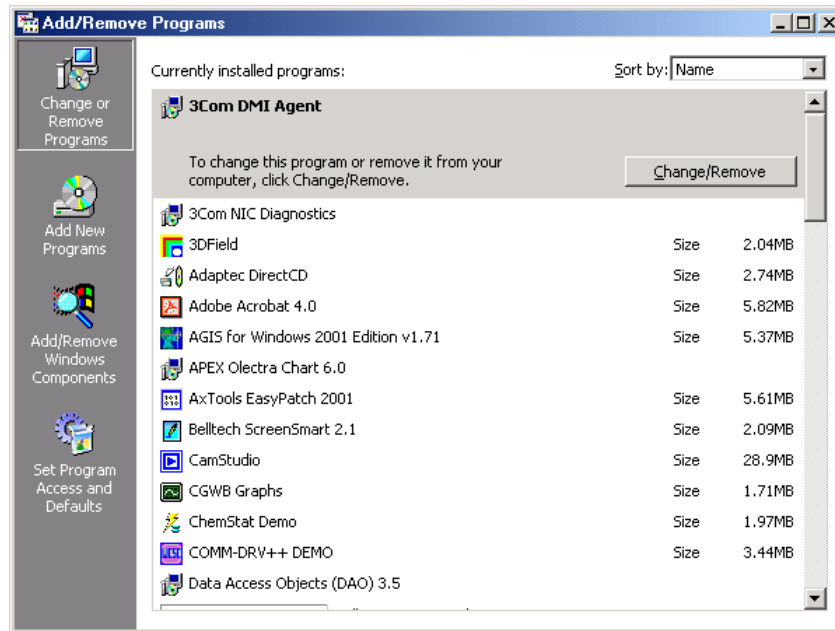 Add/Remove Programs
Change or
Remove
Programs
Add New
Programs
Add/Remove
Windows
Components
Set Program
Access and
Defaults
Currently installed programs:
Sort by: Name
3Com DMI Agent
To change this program or remove it from your
computer, click Change/Remove.
Change/Remove
3Com NIC Diagnostics
3DField Size 2.04MB
Adaptec DirectCD Size 2.74MB
Adobe Acrobat 4.0 Size 5.82MB
AGIS for Windows 2001 Edition v1.71 Size 5.37MB
APEX Olectra Chart 6.0
AxTools EasyPatch 2001 Size 5.61MB
Belltech ScreenSmart 2.1 Size 2.09MB
CamStudio Size 28.9MB
CGWB Graphs Size 1.71MB
ChemStat Demo Size 1.97MB
COMM-DRV++ DEMO Size 3.44MB
Data Access Objects (DAO) 3.5